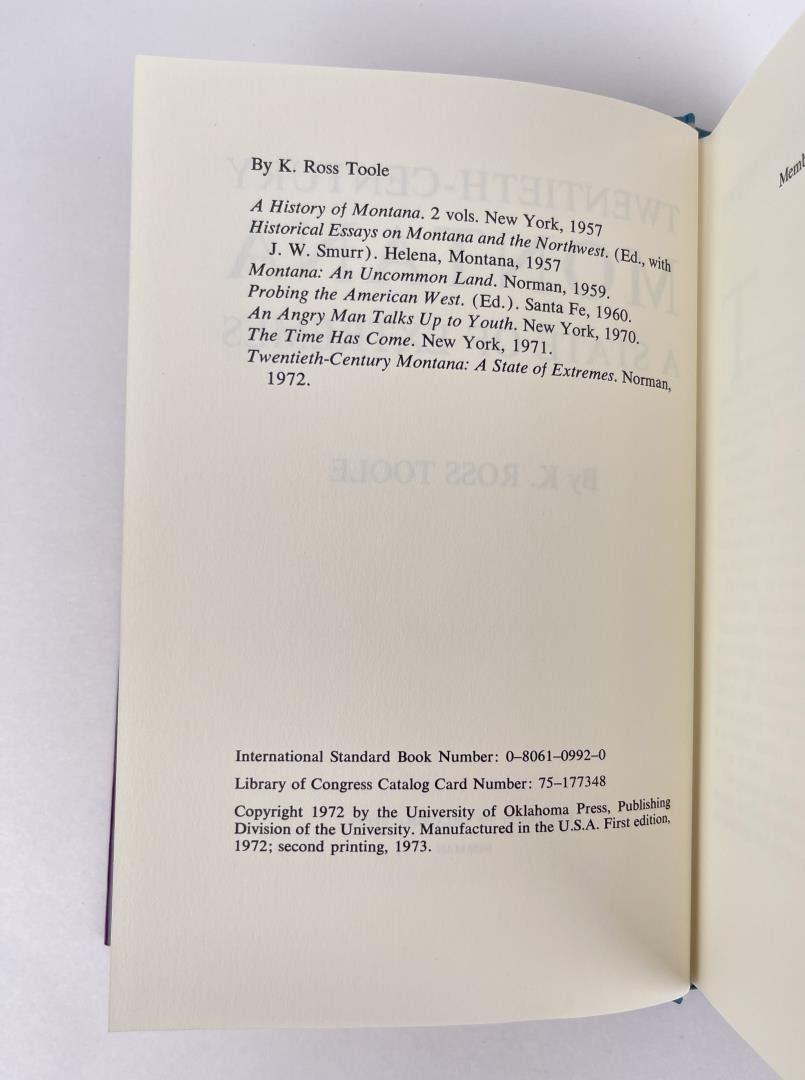 By K. Ross Toole
A History of Montana. 2 vols. New York, 1957
Historical Essays on Montana and the Northwest. (Ed., with
J. W. Smurr). Helena, Montana, 1957
Montana: An Uncommon Land. Norman, 1959.
Probing the American West. (Ed.). Santa Fe, 1960.
An Angry Man Talks Up to Youth. New York, 1970.
The Time Has Come. New York, 1971.
Twentieth-Century Montana: A State of Extremes. Norman,
1972.
International Standard Book Number: 0–8061–0992–0
Library of Congress Catalog Card Number: 75–177348
Copyright 1972 by the University of Oklahoma Press, Publishing
Division of the University. Manufactured in the U.S.A. First edition,
1972; second printing, 1973.